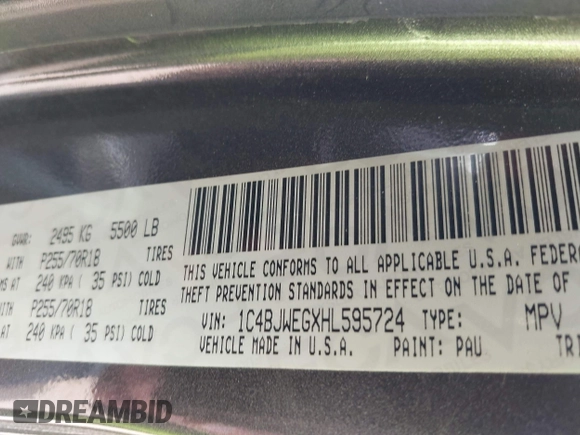 GVWR: 2495 KG 5500 LB
WITH P255/70R18 TIRES
AT 240 KPA ( 35 PSI) COLD
WITH P255/70R18 TIRES
AT 240 KPA ( 35 PSI) COLD
THIS VEHICLE CONFORMS TO ALL APPLICABLE U.S.A. FEDER
THEFT PREVENTION STANDARDS IN EFFECT ON THE DATE OF
VIN: 1C4BJWEGXHL595724 TYPE: MPV
VEHICLE MADE IN U.S.A. PAINT: PAU TRI
DREAMBID